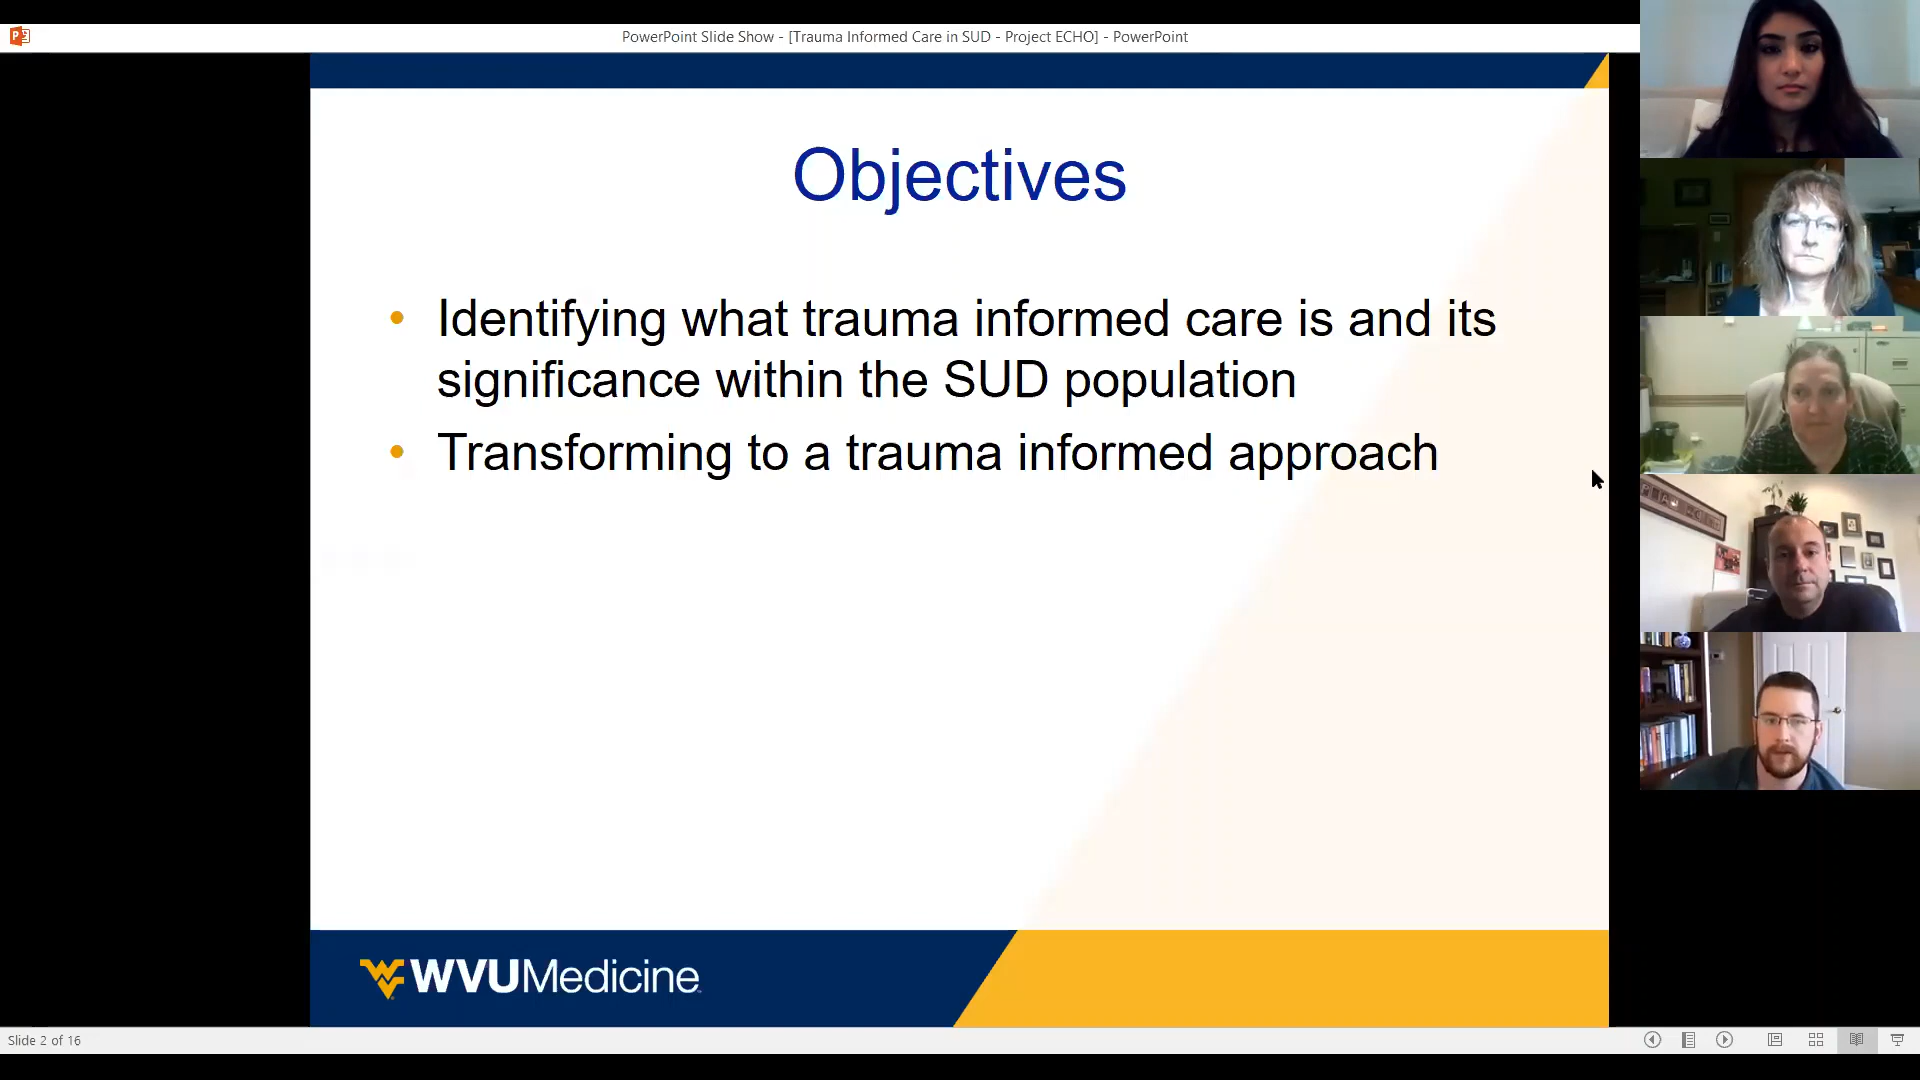 PowerPoint Slide Show - [Trauma Informed Care in SUD - Project ECHO] - PowerPoint
Objectives
• Identifying what trauma informed care is and its
significance within the SUD population
• Transforming to a trauma informed approach
WVUMedicine
Slide 2 of 16